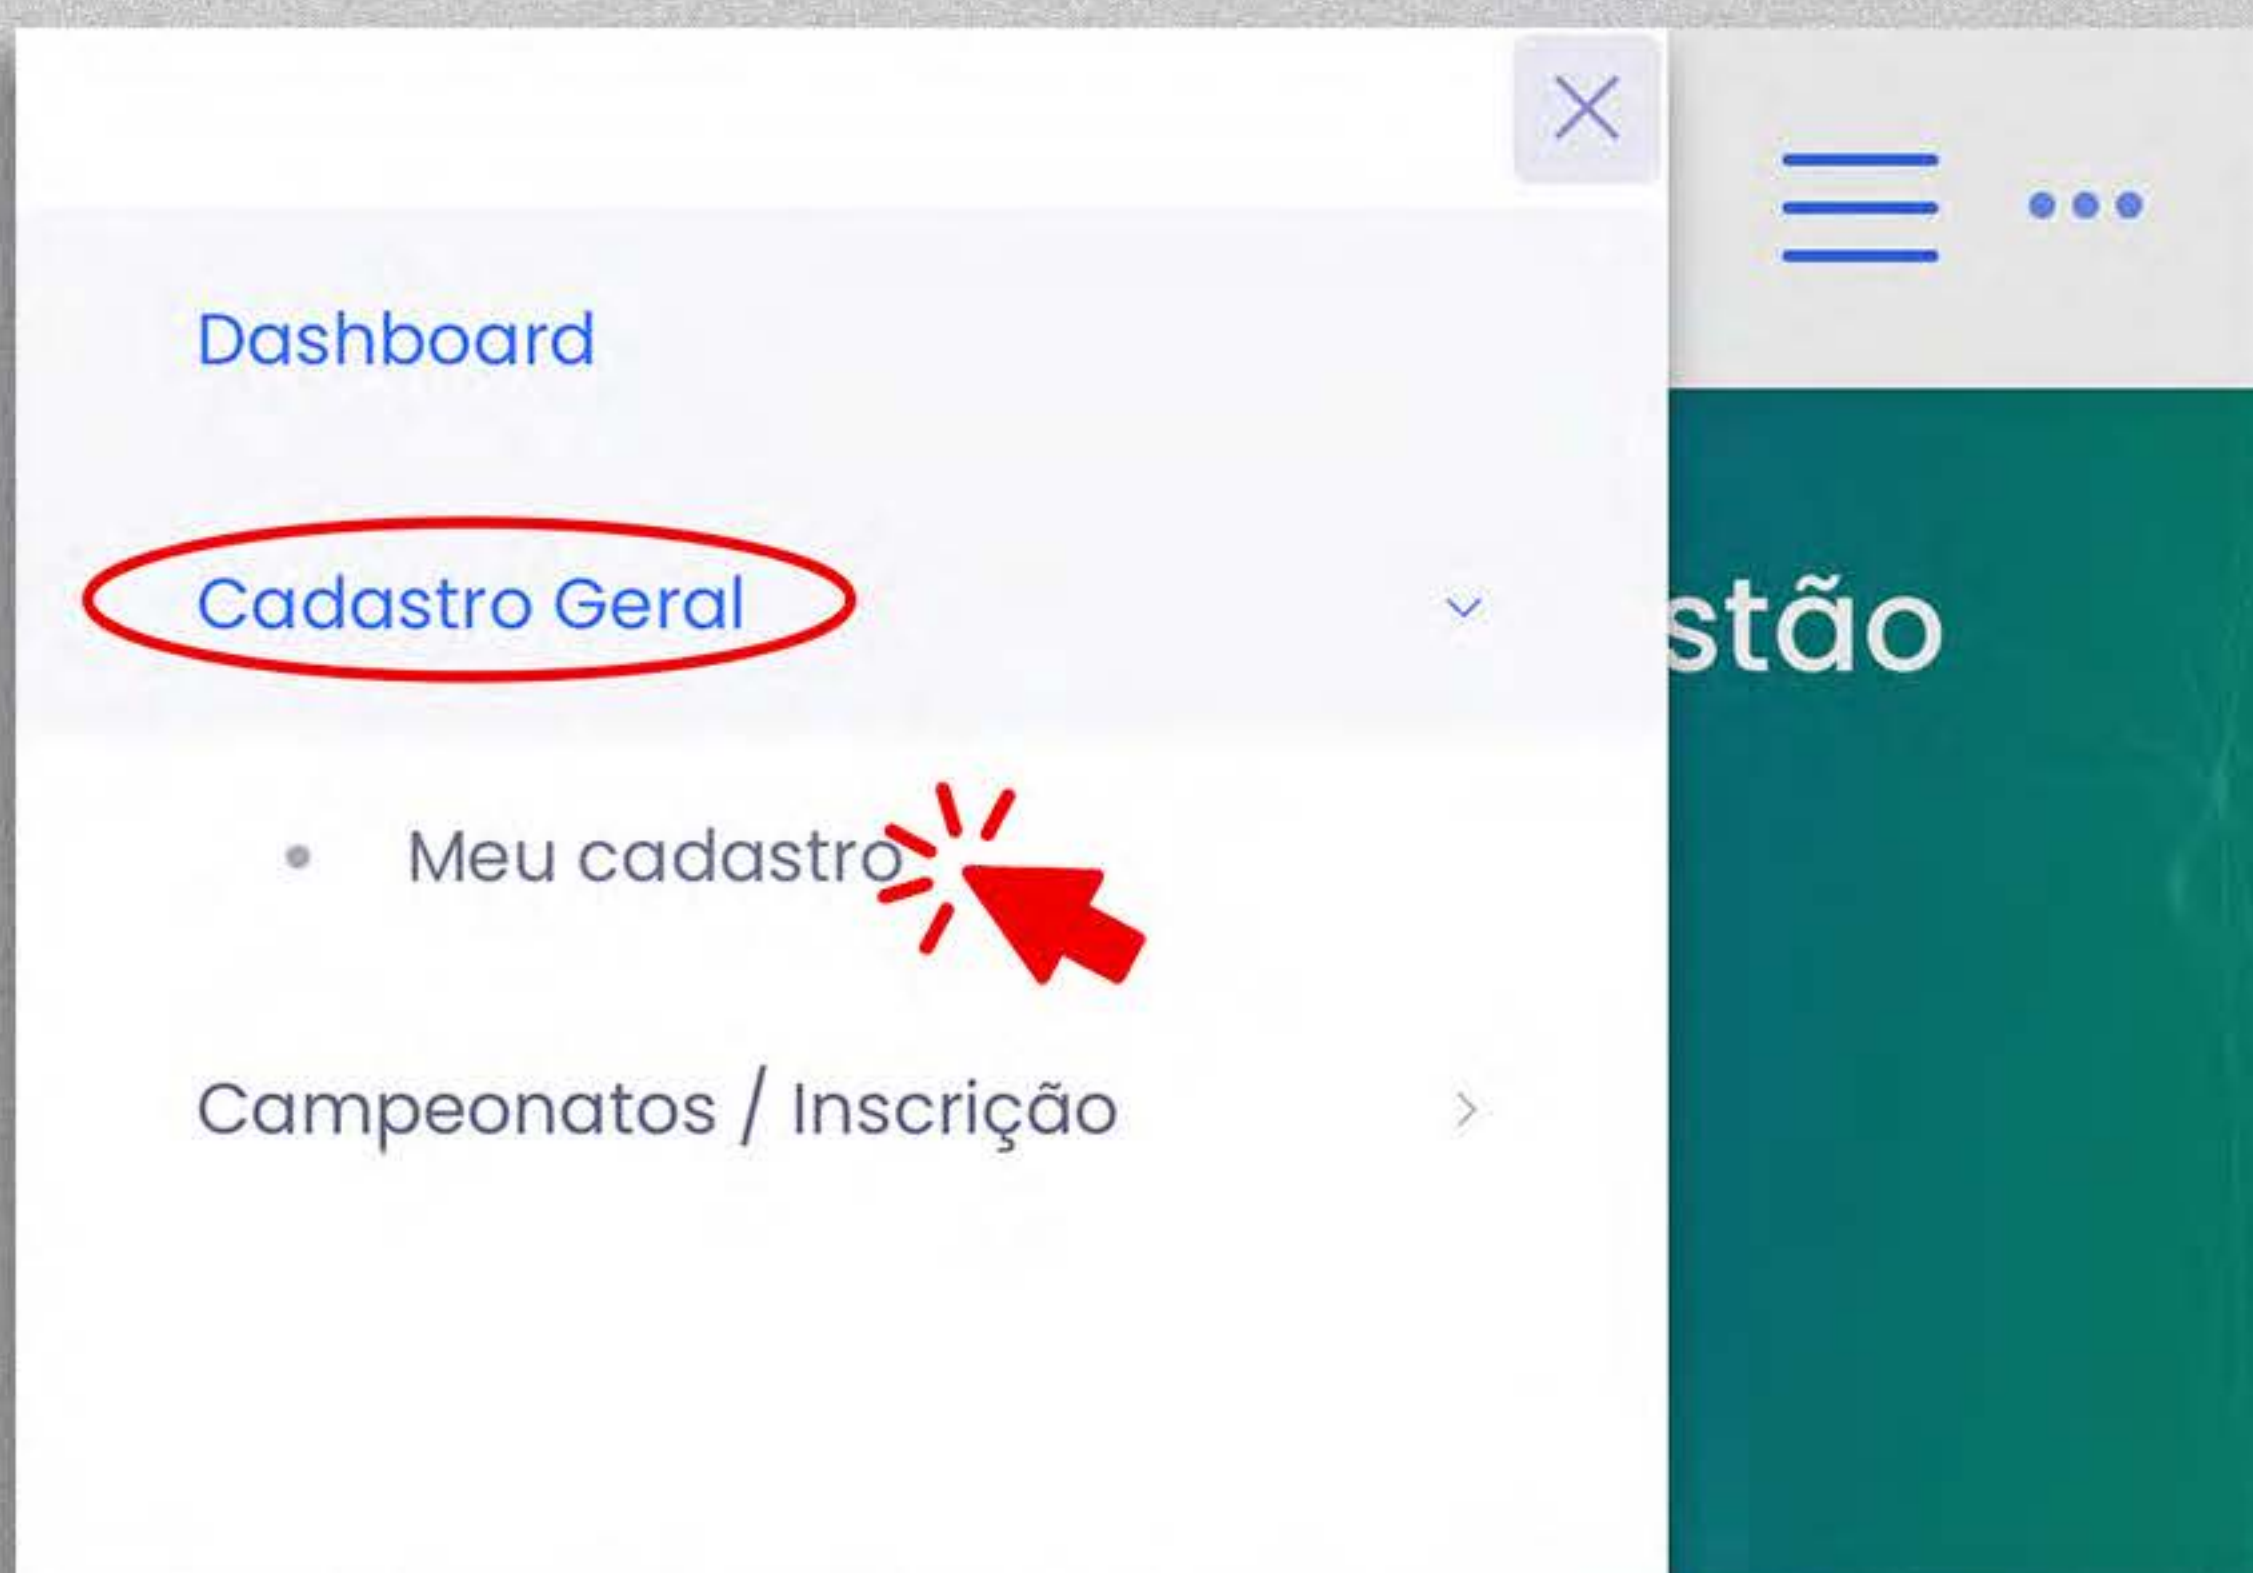 Dashboard
Cadastro Geral
stão
Meu cadastro
Campeonatos / Inscrição